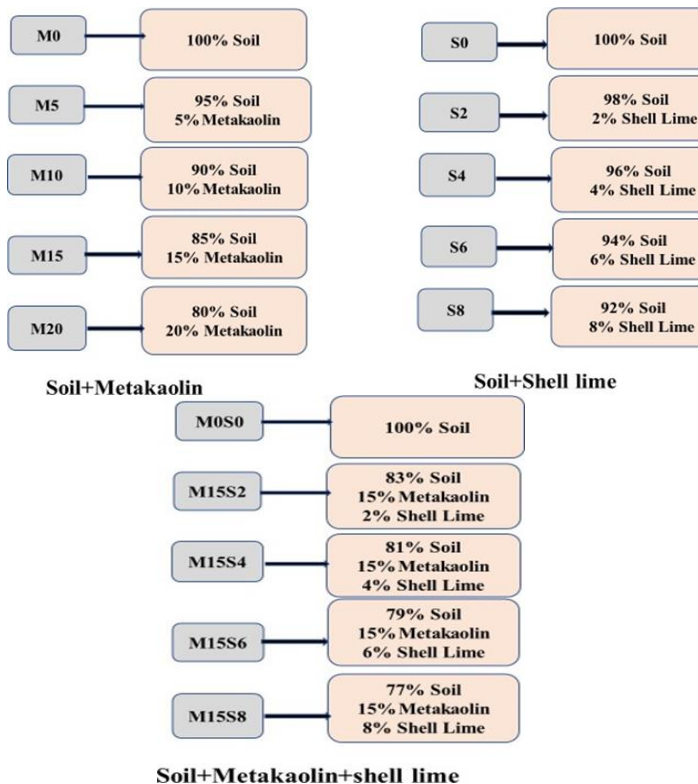 M0
100% Soil
M5
95% Soil
5% Metakaolin
M10
90% Soil
10% Metakaolin
M15
85% Soil
15% Metakaolin
M20
80% Soil
20% Metakaolin
Soil+Metakaolin
S0
100% Soil
S2
98% Soil
2% Shell Lime
S4
96% Soil
4% Shell Lime
S6
94% Soil
6% Shell Lime
S8
92% Soil
8% Shell Lime
Soil+Shell lime
M0S0
100% Soil
M15S2
83% Soil
15% Metakaolin
2% Shell Lime
M15S4
81% Soil
15% Metakaolin
4% Shell Lime
M15S6
79% Soil
15% Metakaolin
6% Shell Lime
M15S8
77% Soil
15% Metakaolin
8% Shell Lime
Soil+Metakaolin+shell lime